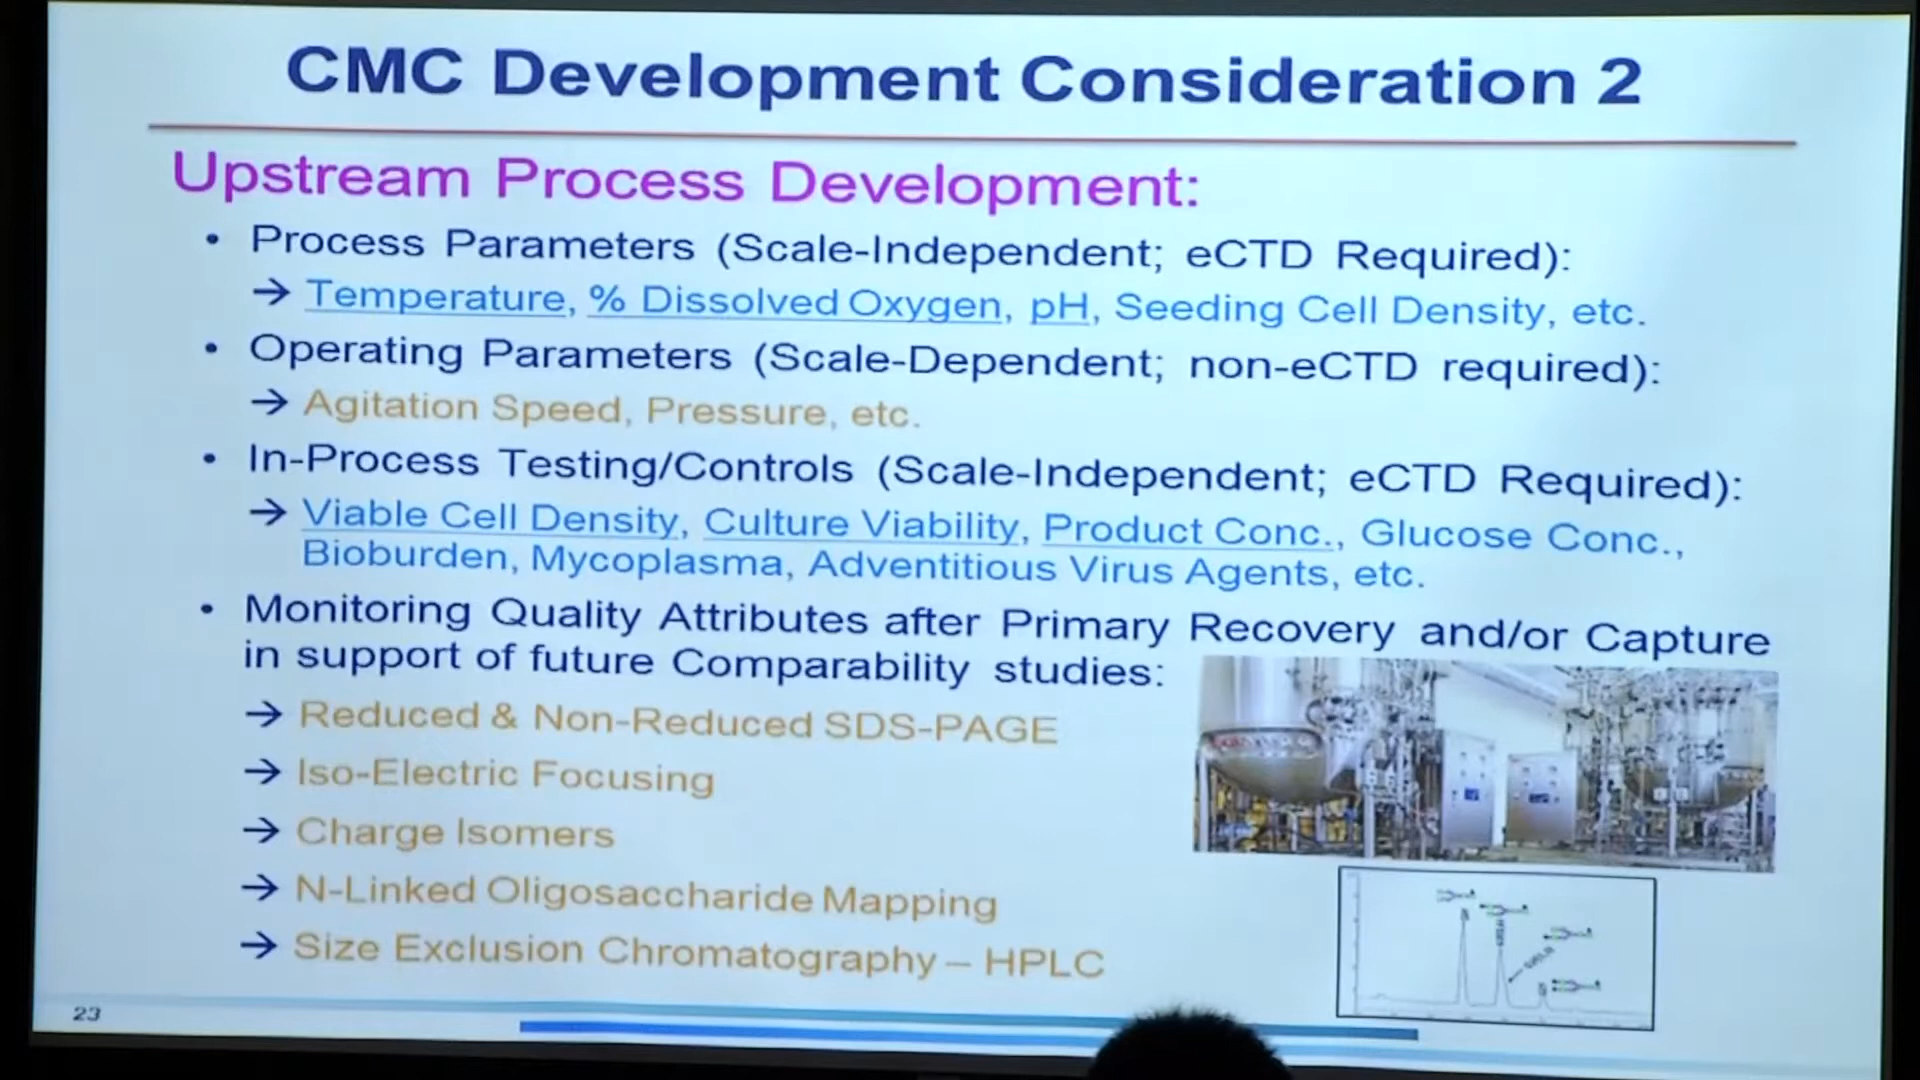 CMC Development Consideration 2
Upstream Process Development:
• Process Parameters (Scale-Independent; eCTD Required):
→ Temperature, % Dissolved Oxygen, pH, Seeding Cell Density, etc.
• Operating Parameters (Scale-Dependent; non-eCTD required):
→ Agitation Speed, Pressure, etc.
• In-Process Testing/Controls (Scale-Independent; eCTD Required):
→ Viable Cell Density, Culture Viability, Product Conc., Glucose Conc.,
Bioburden, Mycoplasma, Adventitious Virus Agents, etc.
• Monitoring Quality Attributes after Primary Recovery and/or Capture
in support of future Comparability studies:
→ Reduced & Non-Reduced SDS-PAGE
→ Iso-Electric Focusing
→ Charge Isomers
→ N-Linked Oligosaccharide Mapping
→ Size Exclusion Chromatography – HPLC
23